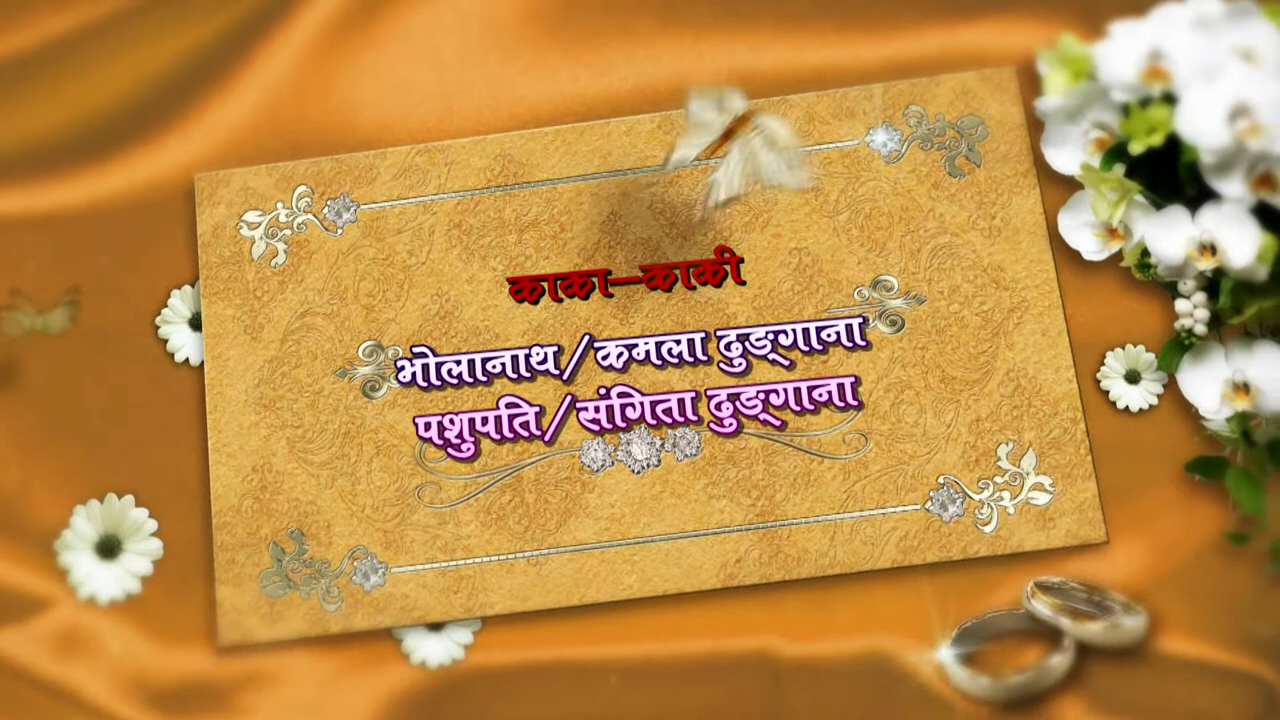 काका–काकी
भोलानाथ/कमला ढुङ्गाना
पशुपति/संगिता ढुङ्गाना